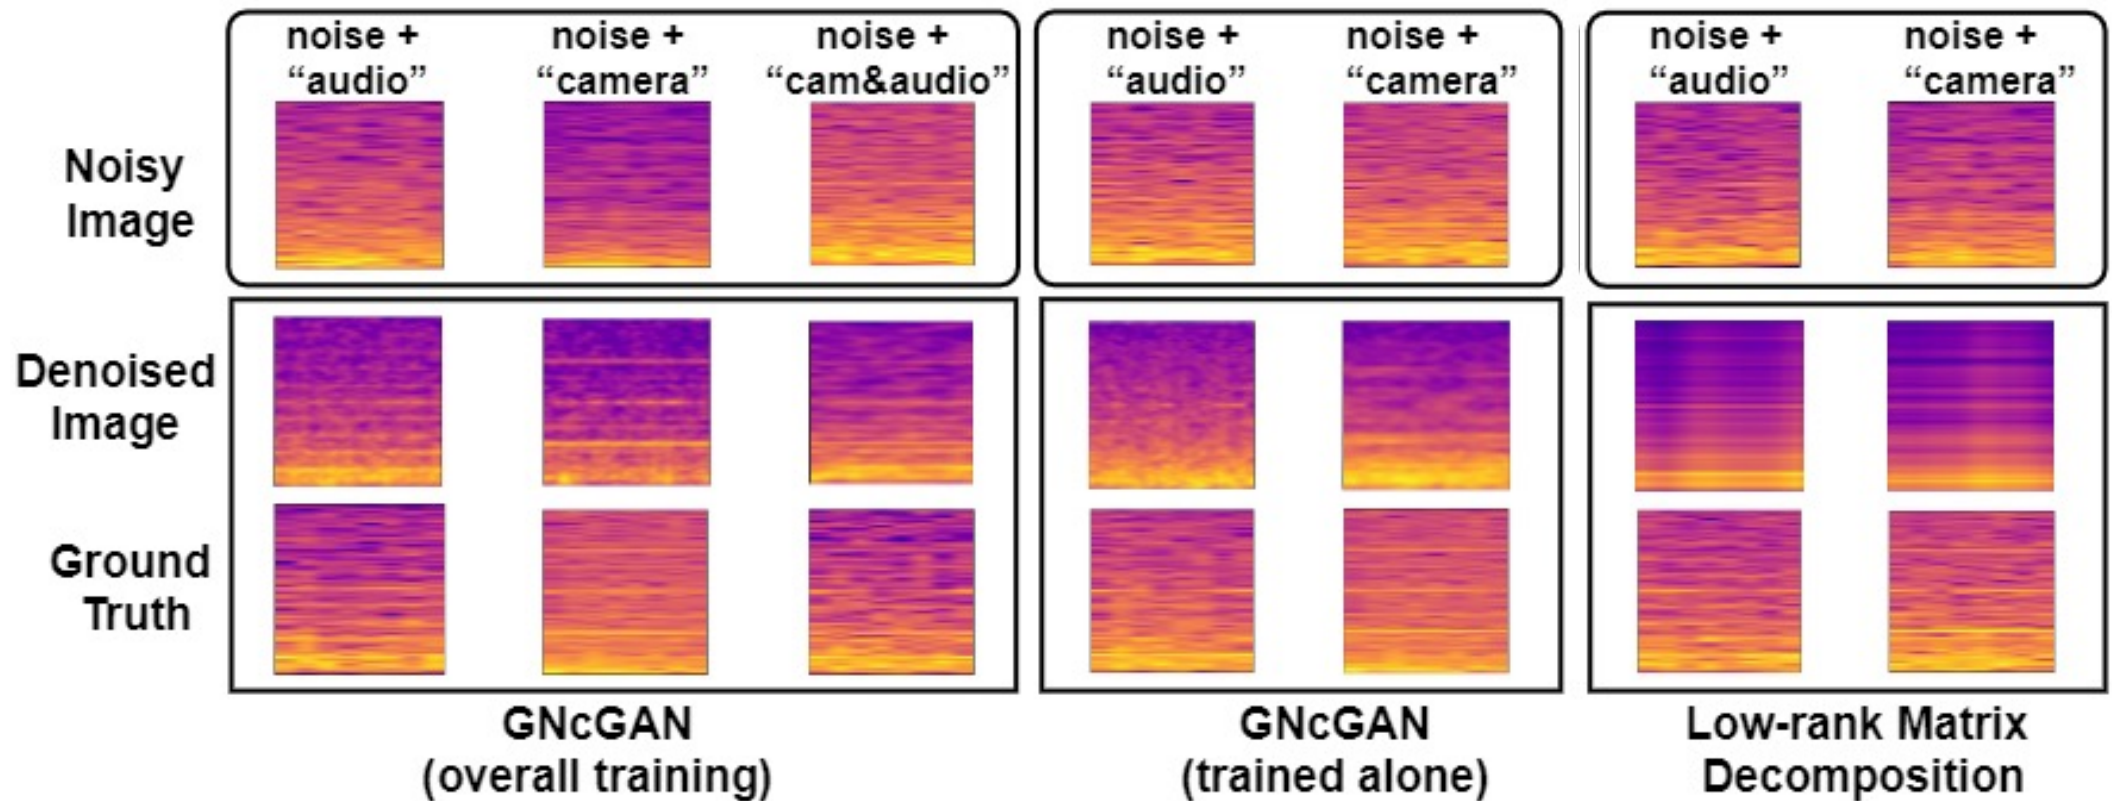 noise +
“audio”
noise +
“camera”
noise +
“cam&audio”
noise +
“audio”
noise +
“camera”
noise +
“audio”
noise +
“camera”
Noisy
Image
Denoised
Image
Ground
Truth
GNcGAN
(overall training)
GNcGAN
(trained alone)
Low-rank Matrix
Decomposition